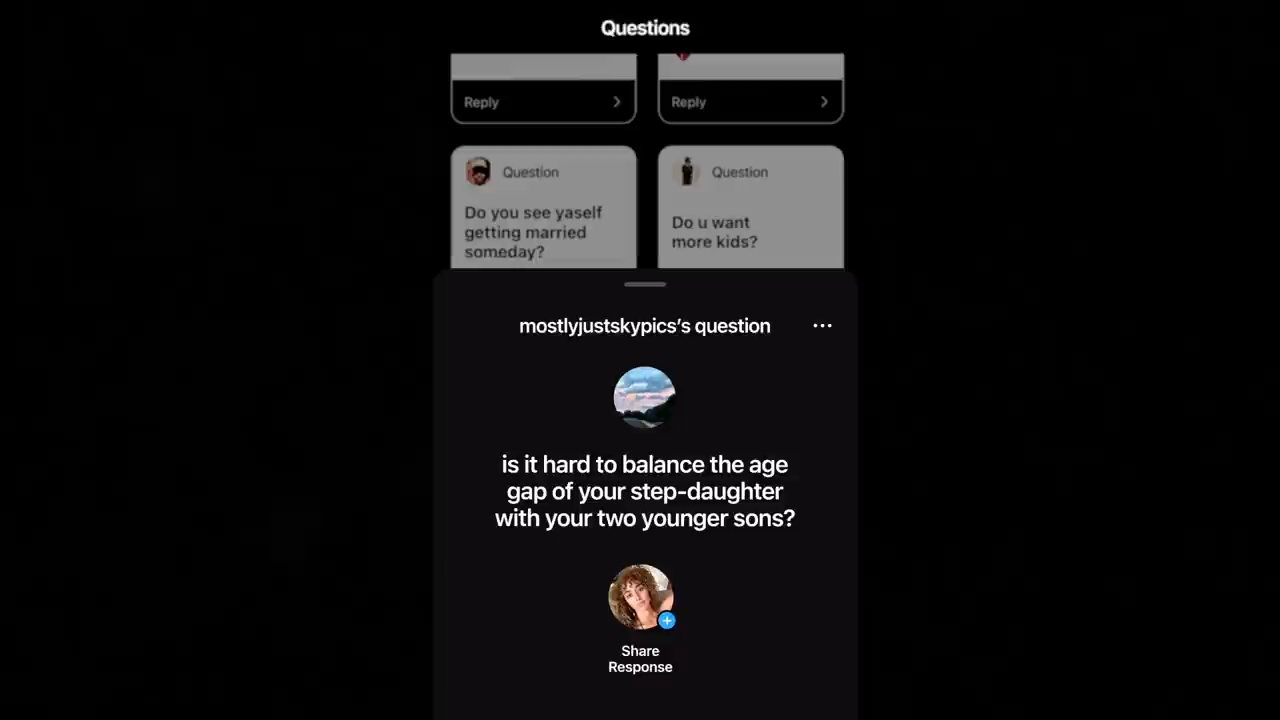 Questions
Reply
Reply
Question
Do you see yaself
getting married
someday?
Question
Do u want
more kids?
mostlyjustskypics's question
is it hard to balance the age
gap of your step-daughter
with your two younger sons?
Share
Response